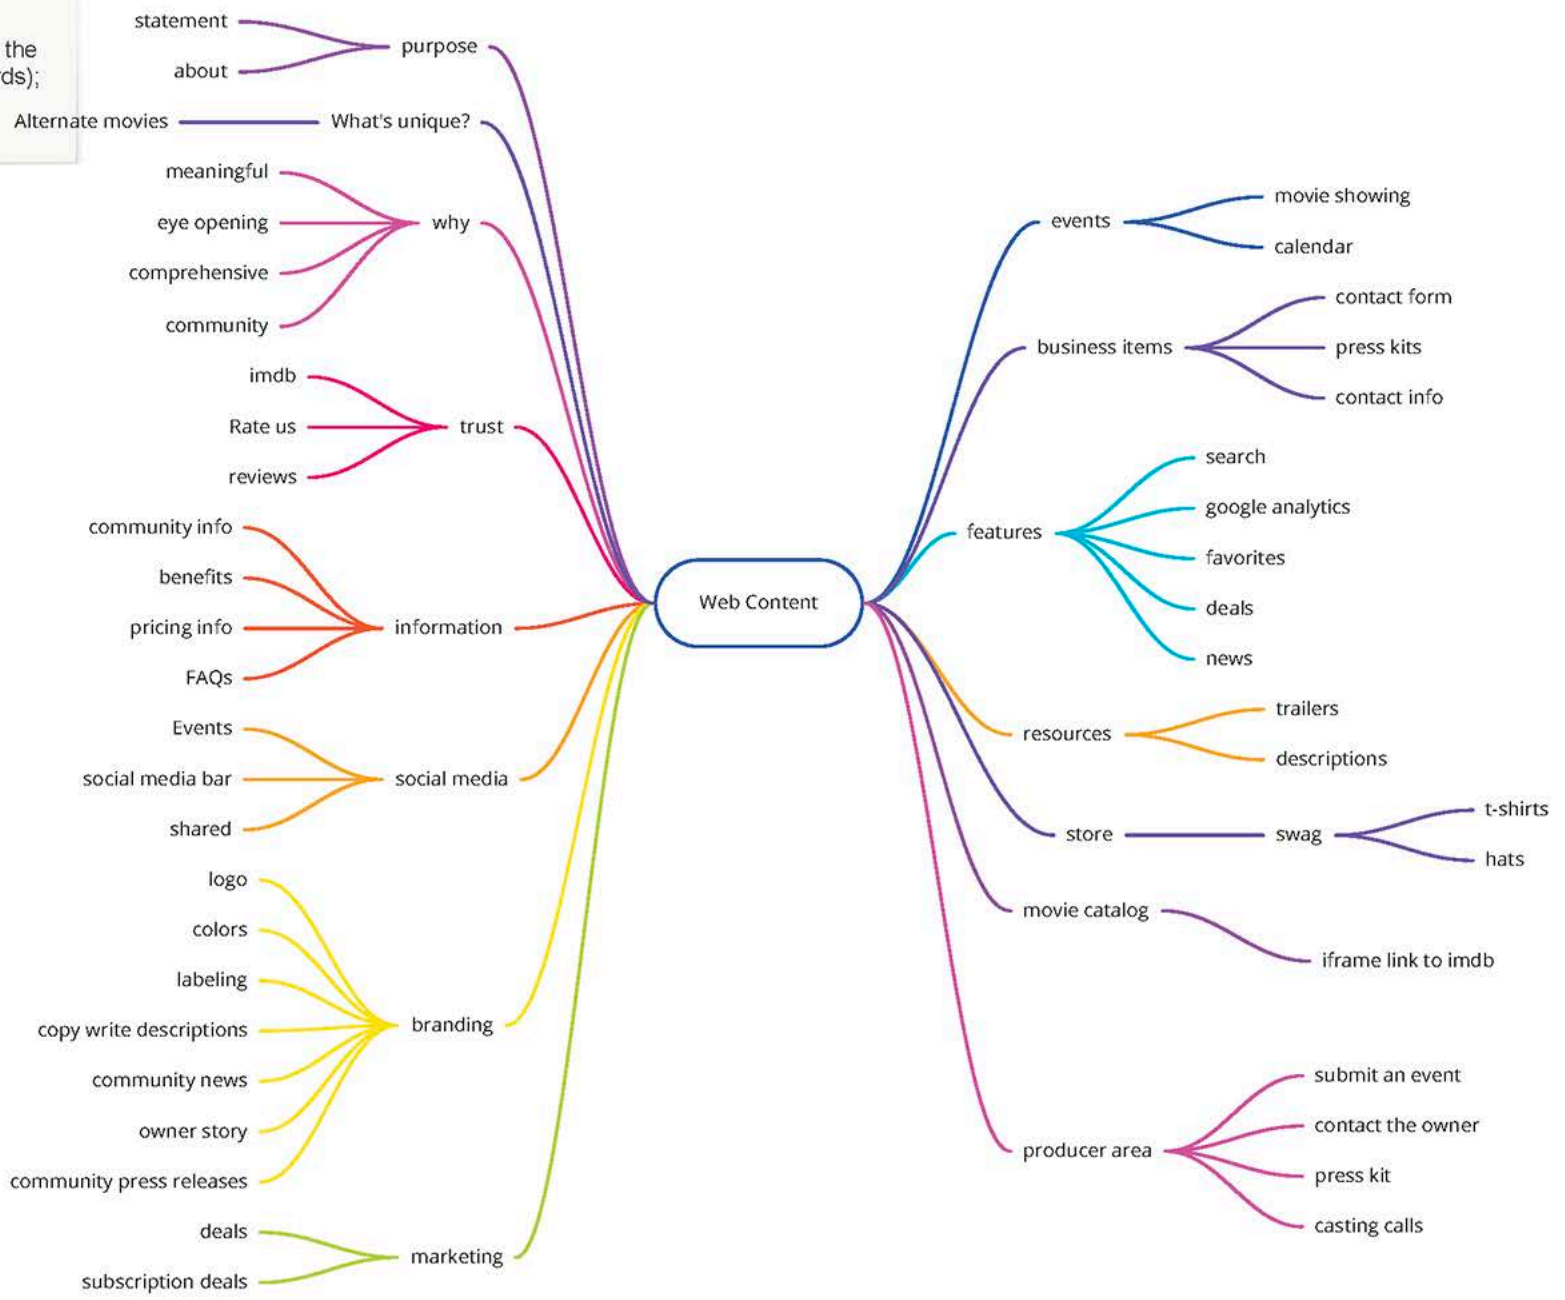 the
rds);
statement
about
purpose
Alternate movies
What's unique?
meaningful
eye opening
comprehensive
community
why
imdb
Rate us
reviews
trust
community info
benefits
pricing info
FAQs
information
Events
social media bar
shared
social media
logo
colors
labeling
copy write descriptions
community news
owner story
community press releases
branding
deals
subscription deals
marketing
Web Content
events
movie showing
calendar
business items
contact form
press kits
contact info
features
search
google analytics
favorites
deals
news
resources
trailers
descriptions
store
swag
t-shirts
hats
movie catalog
iframe link to imdb
producer area
submit an event
contact the owner
press kit
casting calls